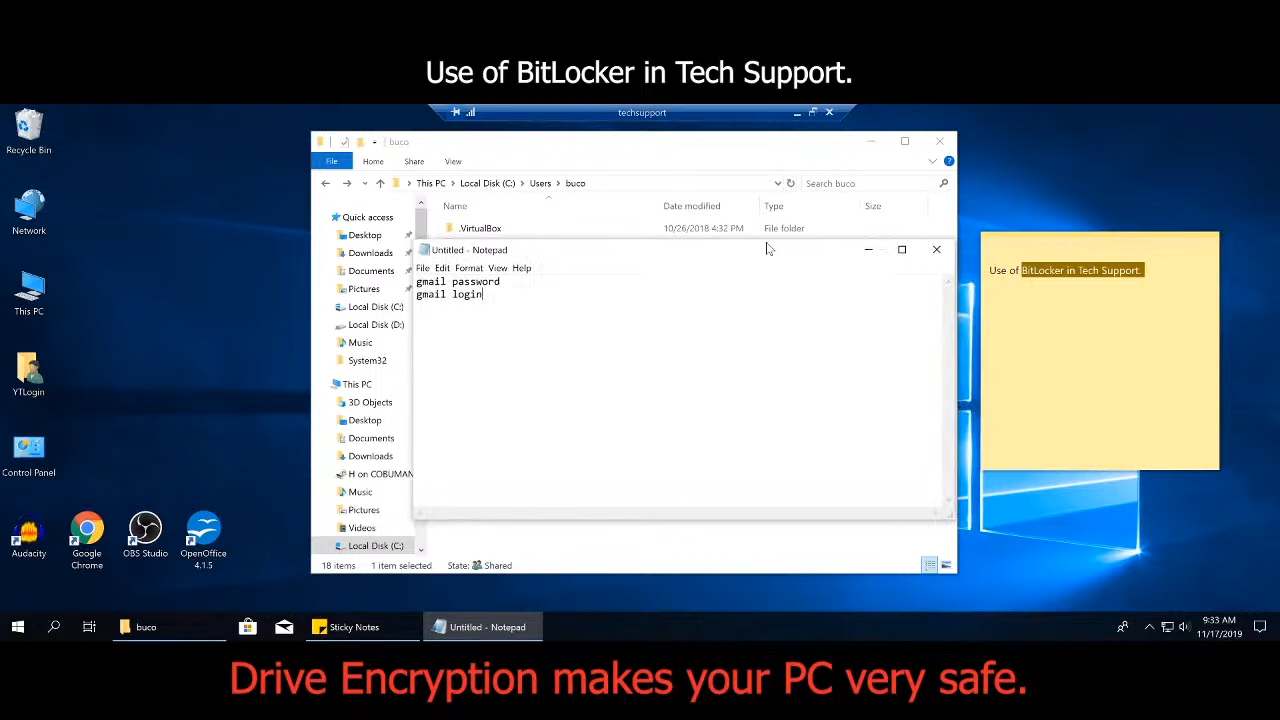 Use of BitLocker in Tech Support.
techsupport
Recycle Bin
Network
This PC
YTLogin
Control Panel
Audacity
Google Chrome
OBS Studio
OpenOffice 4.1.5
buco
File Home Share View
This PC > Local Disk (C:) > Users > buco
Search buco
Name Date modified Type Size
.VirtualBox 10/26/2018 4:32 PM File folder
Quick access
Desktop
Downloads
Documents
Pictures
Local Disk (C:)
Local Disk (D:)
Music
System32
This PC
3D Objects
Desktop
Documents
Downloads
H on COBUMAN
Music
Pictures
Videos
Local Disk (C:)
Untitled - Notepad
File Edit Format View Help
gmail password
gmail login
18 items 1 item selected State: Shared
Use of BitLocker in Tech Support.
buco
Sticky Notes
Untitled - Notepad
9:33 AM
11/17/2019
Drive Encryption makes your PC very safe.